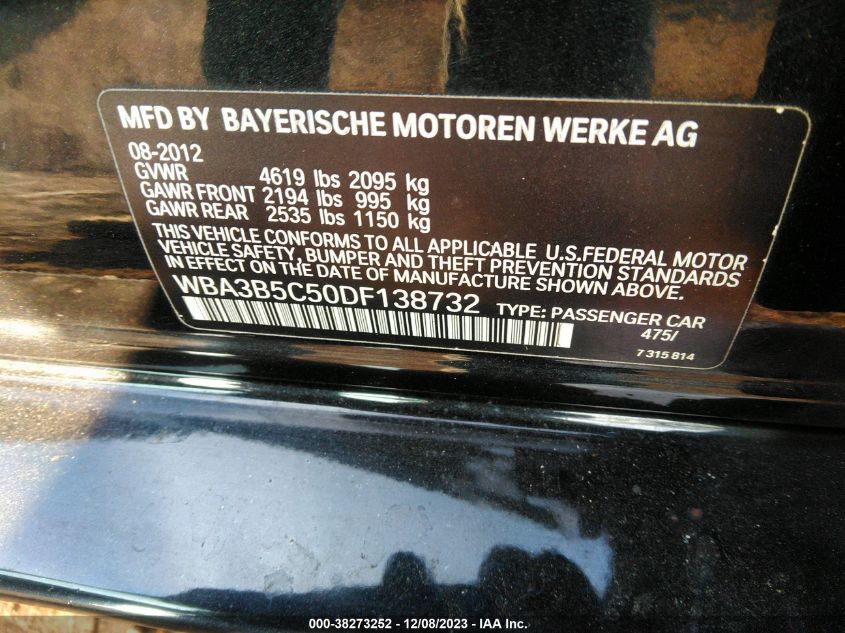 MFD BY BAYERISCHE MOTOREN WERKE AG
08-2012
GVWR 4619 lbs 2095 kg
GAWR FRONT 2194 lbs 995 kg
GAWR REAR 2535 lbs 1150 kg
THIS VEHICLE CONFORMS TO ALL APPLICABLE U.S.FEDERAL MOTOR
VEHICLE SAFETY, BUMPER AND THEFT PREVENTION STANDARDS
IN EFFECT ON THE DATE OF MANUFACTURE SHOWN ABOVE.
WBA3B5C50DF138732 TYPE: PASSENGER CAR
475/
7 315 814
000-38273252 - 12/08/2023 - IAA Inc.